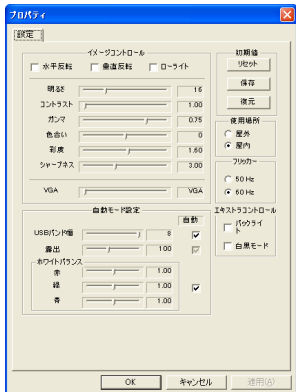 プロパティ
設定
イメージコントロール
水平反転 垂直反転 ローライト
明るさ 16
コントラスト 1.00
ガンマ 0.75
色合い 0
彩度 1.60
シャープネス 3.00
VGA VGA
自動モード設定
自動
USBバンド幅 8
露出 100
ホワイトバランス
赤 1.00
緑 1.00
青 1.00
初期値
リセット
保存
復元
使用場所
屋外
屋内
フリッカー
50 Hz
60 Hz
エキストラコントロール
バックライト
白黒モード
OK キャンセル 適用(A)